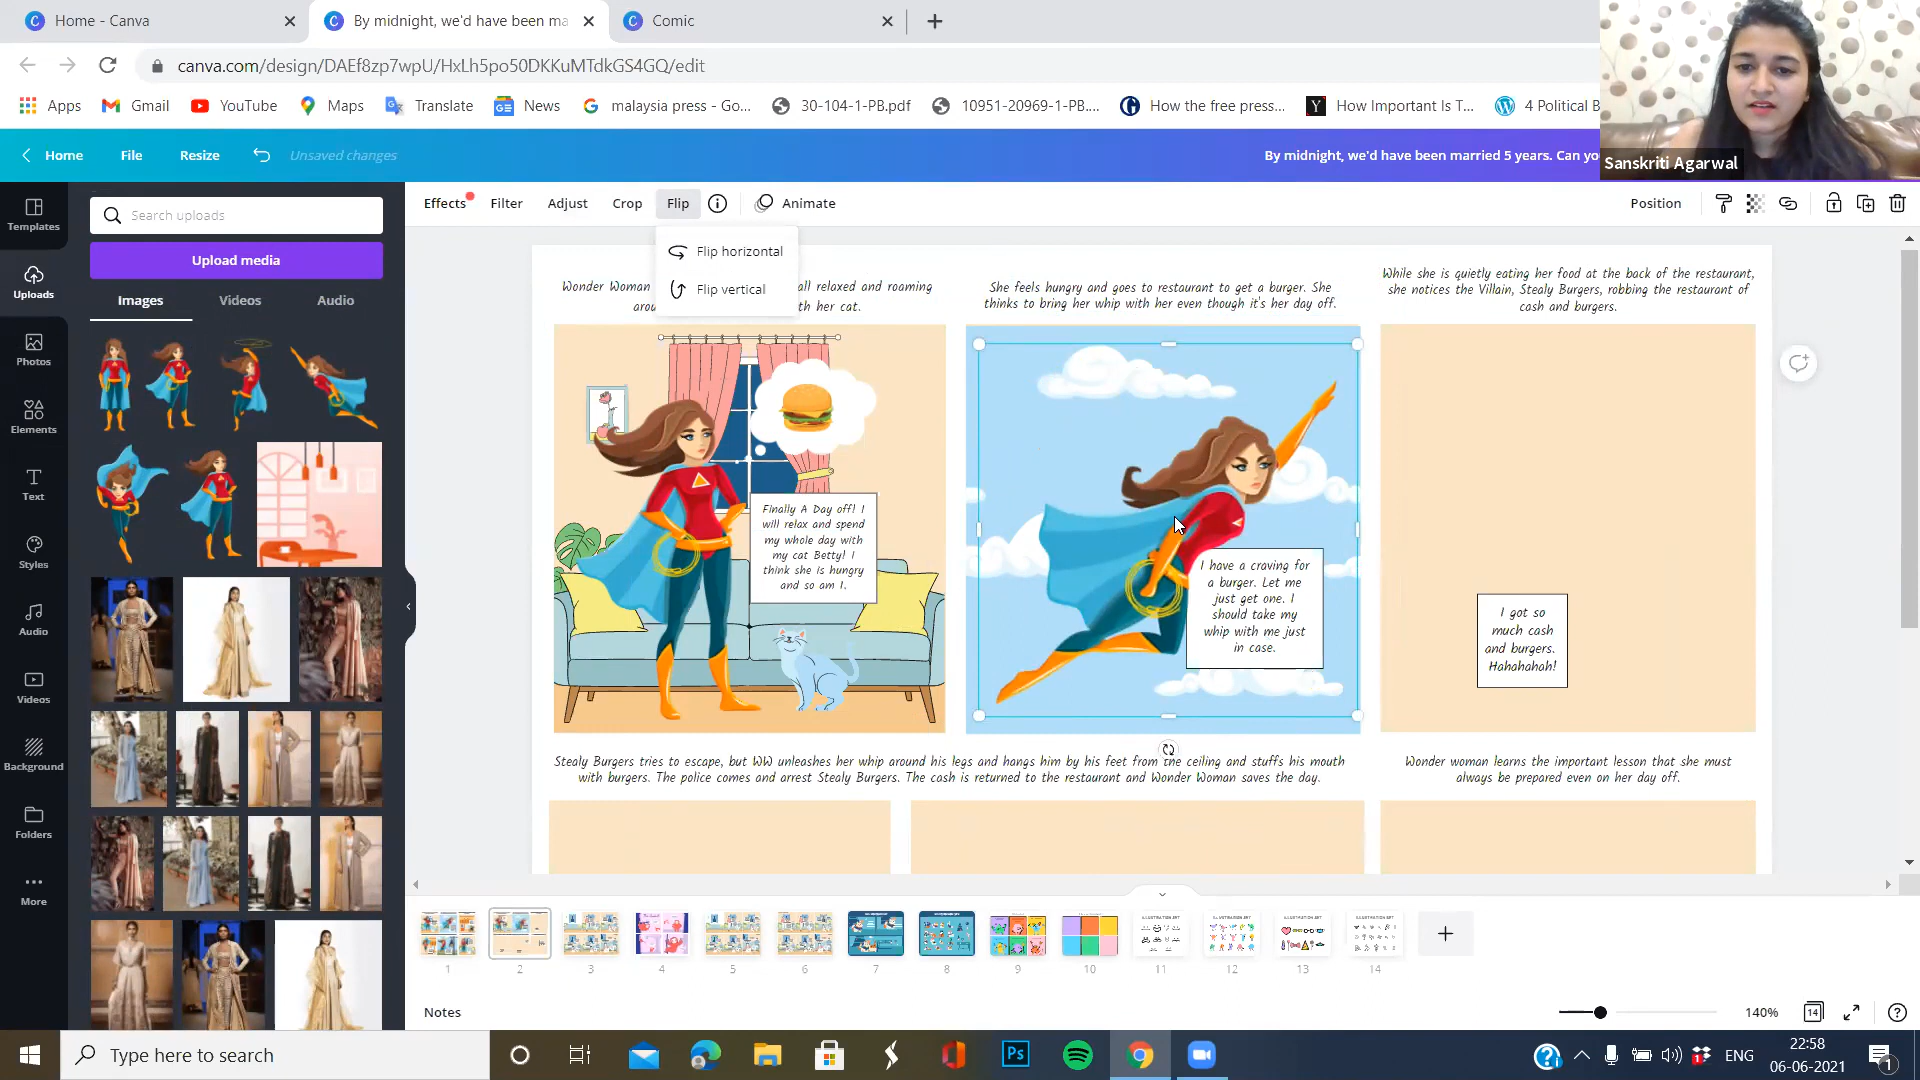 Home - Canva
By midnight, we'd have been ma
Comic
canva.com/design/DAEf8zp7wpU/HxLh5po50DKKuMTdkGS4GQ/edit
Apps
Gmail
YouTube
Maps
Translate
News
malaysia press - Go...
30-104-1-PB.pdf
10951-20969-1-PB....
How the free press...
How Important Is T...
4 Political B
Sanskriti Agarwal
Home
File
Resize
Unsaved changes
By midnight, we'd have been married 5 years. Can yo
Templates
Uploads
Photos
Elements
Text
Styles
Audio
Videos
Background
Folders
More
Search uploads
Upload media
Images
Videos
Audio
Effects
Filter
Adjust
Crop
Flip
Animate
Position
Flip horizontal
Flip vertical
Wonder Woman all relaxed and roaming
th her cat.
She feels hungry and goes to restaurant to get a burger. She
thinks to bring her whip with her even though it's her day off.
While she is quietly eating her food at the back of the restaurant,
she notices the Villain, Stealy Burgers, robbing the restaurant of
cash and burgers.
Finally A Day off! I
will relax and spend
my whole day with
my cat Betty! I
think she is hungry
and so am I.
I have a craving for
a burger. Let me
just get one. I
should take my
whip with me just
in case.
I got so
much cash
and burgers.
Hahahahah!
Stealy Burgers tries to escape, but WW unleashes her whip around his legs and hangs him by his feet from the ceiling and stuffs his mouth
with burgers. The police comes and arrest Stealy Burgers. The cash is returned to the restaurant and Wonder Woman saves the day.
Wonder woman learns the important lesson that she must
always be prepared even on her day off.
1
2
3
4
5
6
7
8
9
10
11
12
13
14
Notes
140%
14
Type here to search
Ps
ENG
22:58
06-06-2021
1